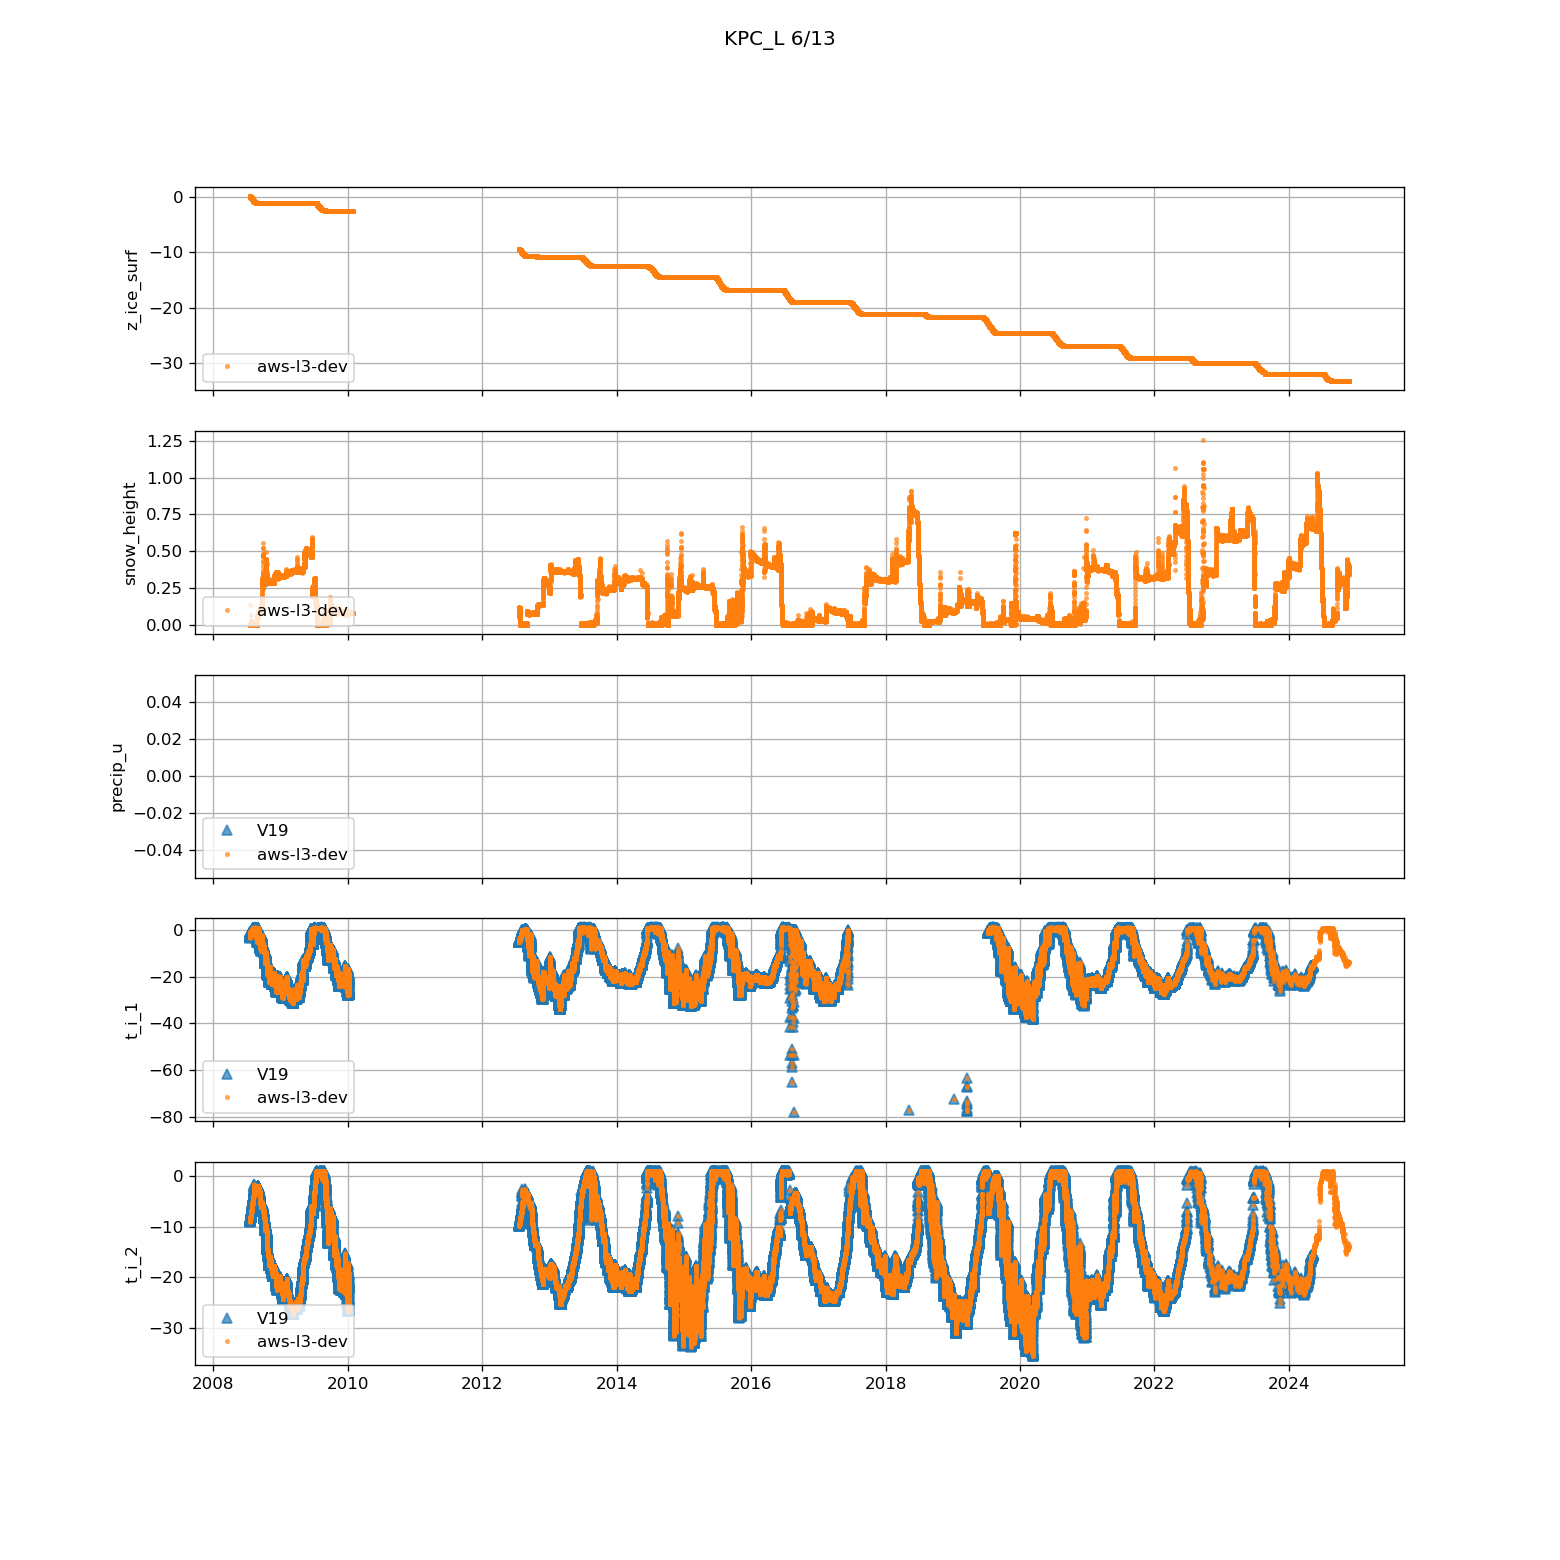 KPC_L 6/13
0
−10
−20
−30
z_ice_surf
aws-l3-dev
1.25
1.00
0.75
0.50
0.25
0.00
snow_height
aws-l3-dev
0.04
0.02
0.00
−0.02
−0.04
precip_u
V19
aws-l3-dev
0
−20
−40
−60
−80
t_i_1
V19
aws-l3-dev
0
−10
−20
−30
t_i_2
V19
aws-l3-dev
2008 2010 2012 2014 2016 2018 2020 2022 2024